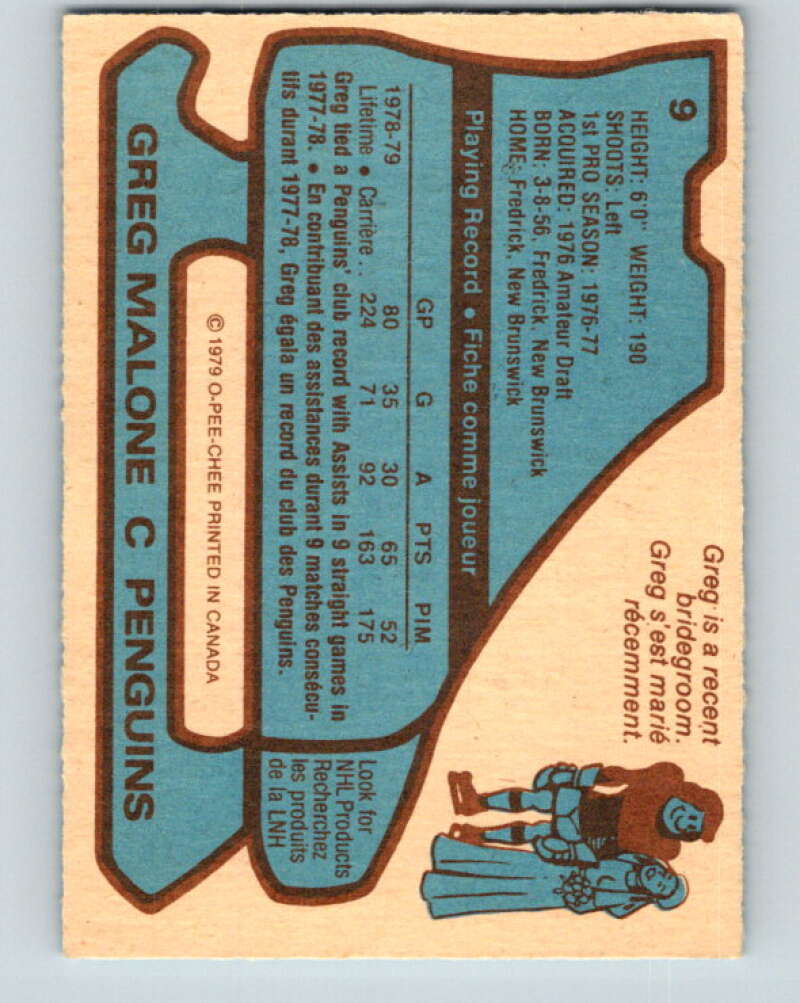 9
HEIGHT: 6'0" WEIGHT: 190
SHOOTS: Left
1st PRO SEASON: 1976-77
ACQUIRED: 1976 Amateur Draft
BORN: 3-8-56, Fredrick, New Brunswick
HOME: Fredrick, New Brunswick
Greg is a recent
bridegroom.
Greg s'est marié
récemment.
Playing Record • Fiche comme joueur
GP G A PTS PIM
1978-79 80 35 30 65 52
Lifetime • Carrière .. 224 71 92 163 175
Greg tied a Penguins' club record with Assists in 9 straight games in
1977-78. • En contribuant des assistances durant 9 matches consécu-
tifs durant 1977-78, Greg égala un record du club des Penguins.
Look for
NHL Products
Recherchez
les produits
de la LNH
© 1979 O-PEE-CHEE PRINTED IN CANADA
GREG MALONE C PENGUINS